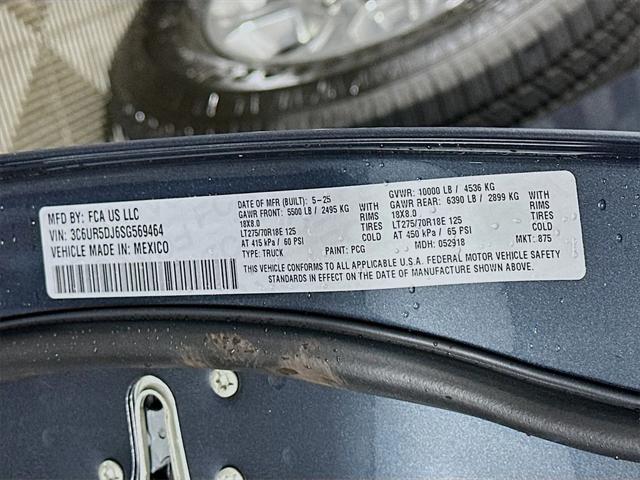 MFD BY: FCA US LLC
VIN: 3C6UR5DJ6SG569464
VEHICLE MADE IN: MEXICO
DATE OF MFR (BUILT): 5-25
GAWR FRONT: 5500 LB / 2495 KG
18X8.0
LT275/70R18E 125
AT 415 kPa / 60 PSI
TYPE: TRUCK
WITH
RIMS
TIRES
COLD
PAINT: PCG
GVWR: 10000 LB / 4536 KG
GAWR REAR: 6390 LB / 2899 KG
18X8.0
LT275/70R18E 125
AT 450 kPa / 65 PSI
MDH: 052918
WITH
RIMS
TIRES
COLD
MKT: 875
THIS VEHICLE CONFORMS TO ALL APPLICABLE U.S.A. FEDERAL MOTOR VEHICLE SAFETY
STANDARDS IN EFFECT ON THE DATE OF MANUFACTURE SHOWN ABOVE.